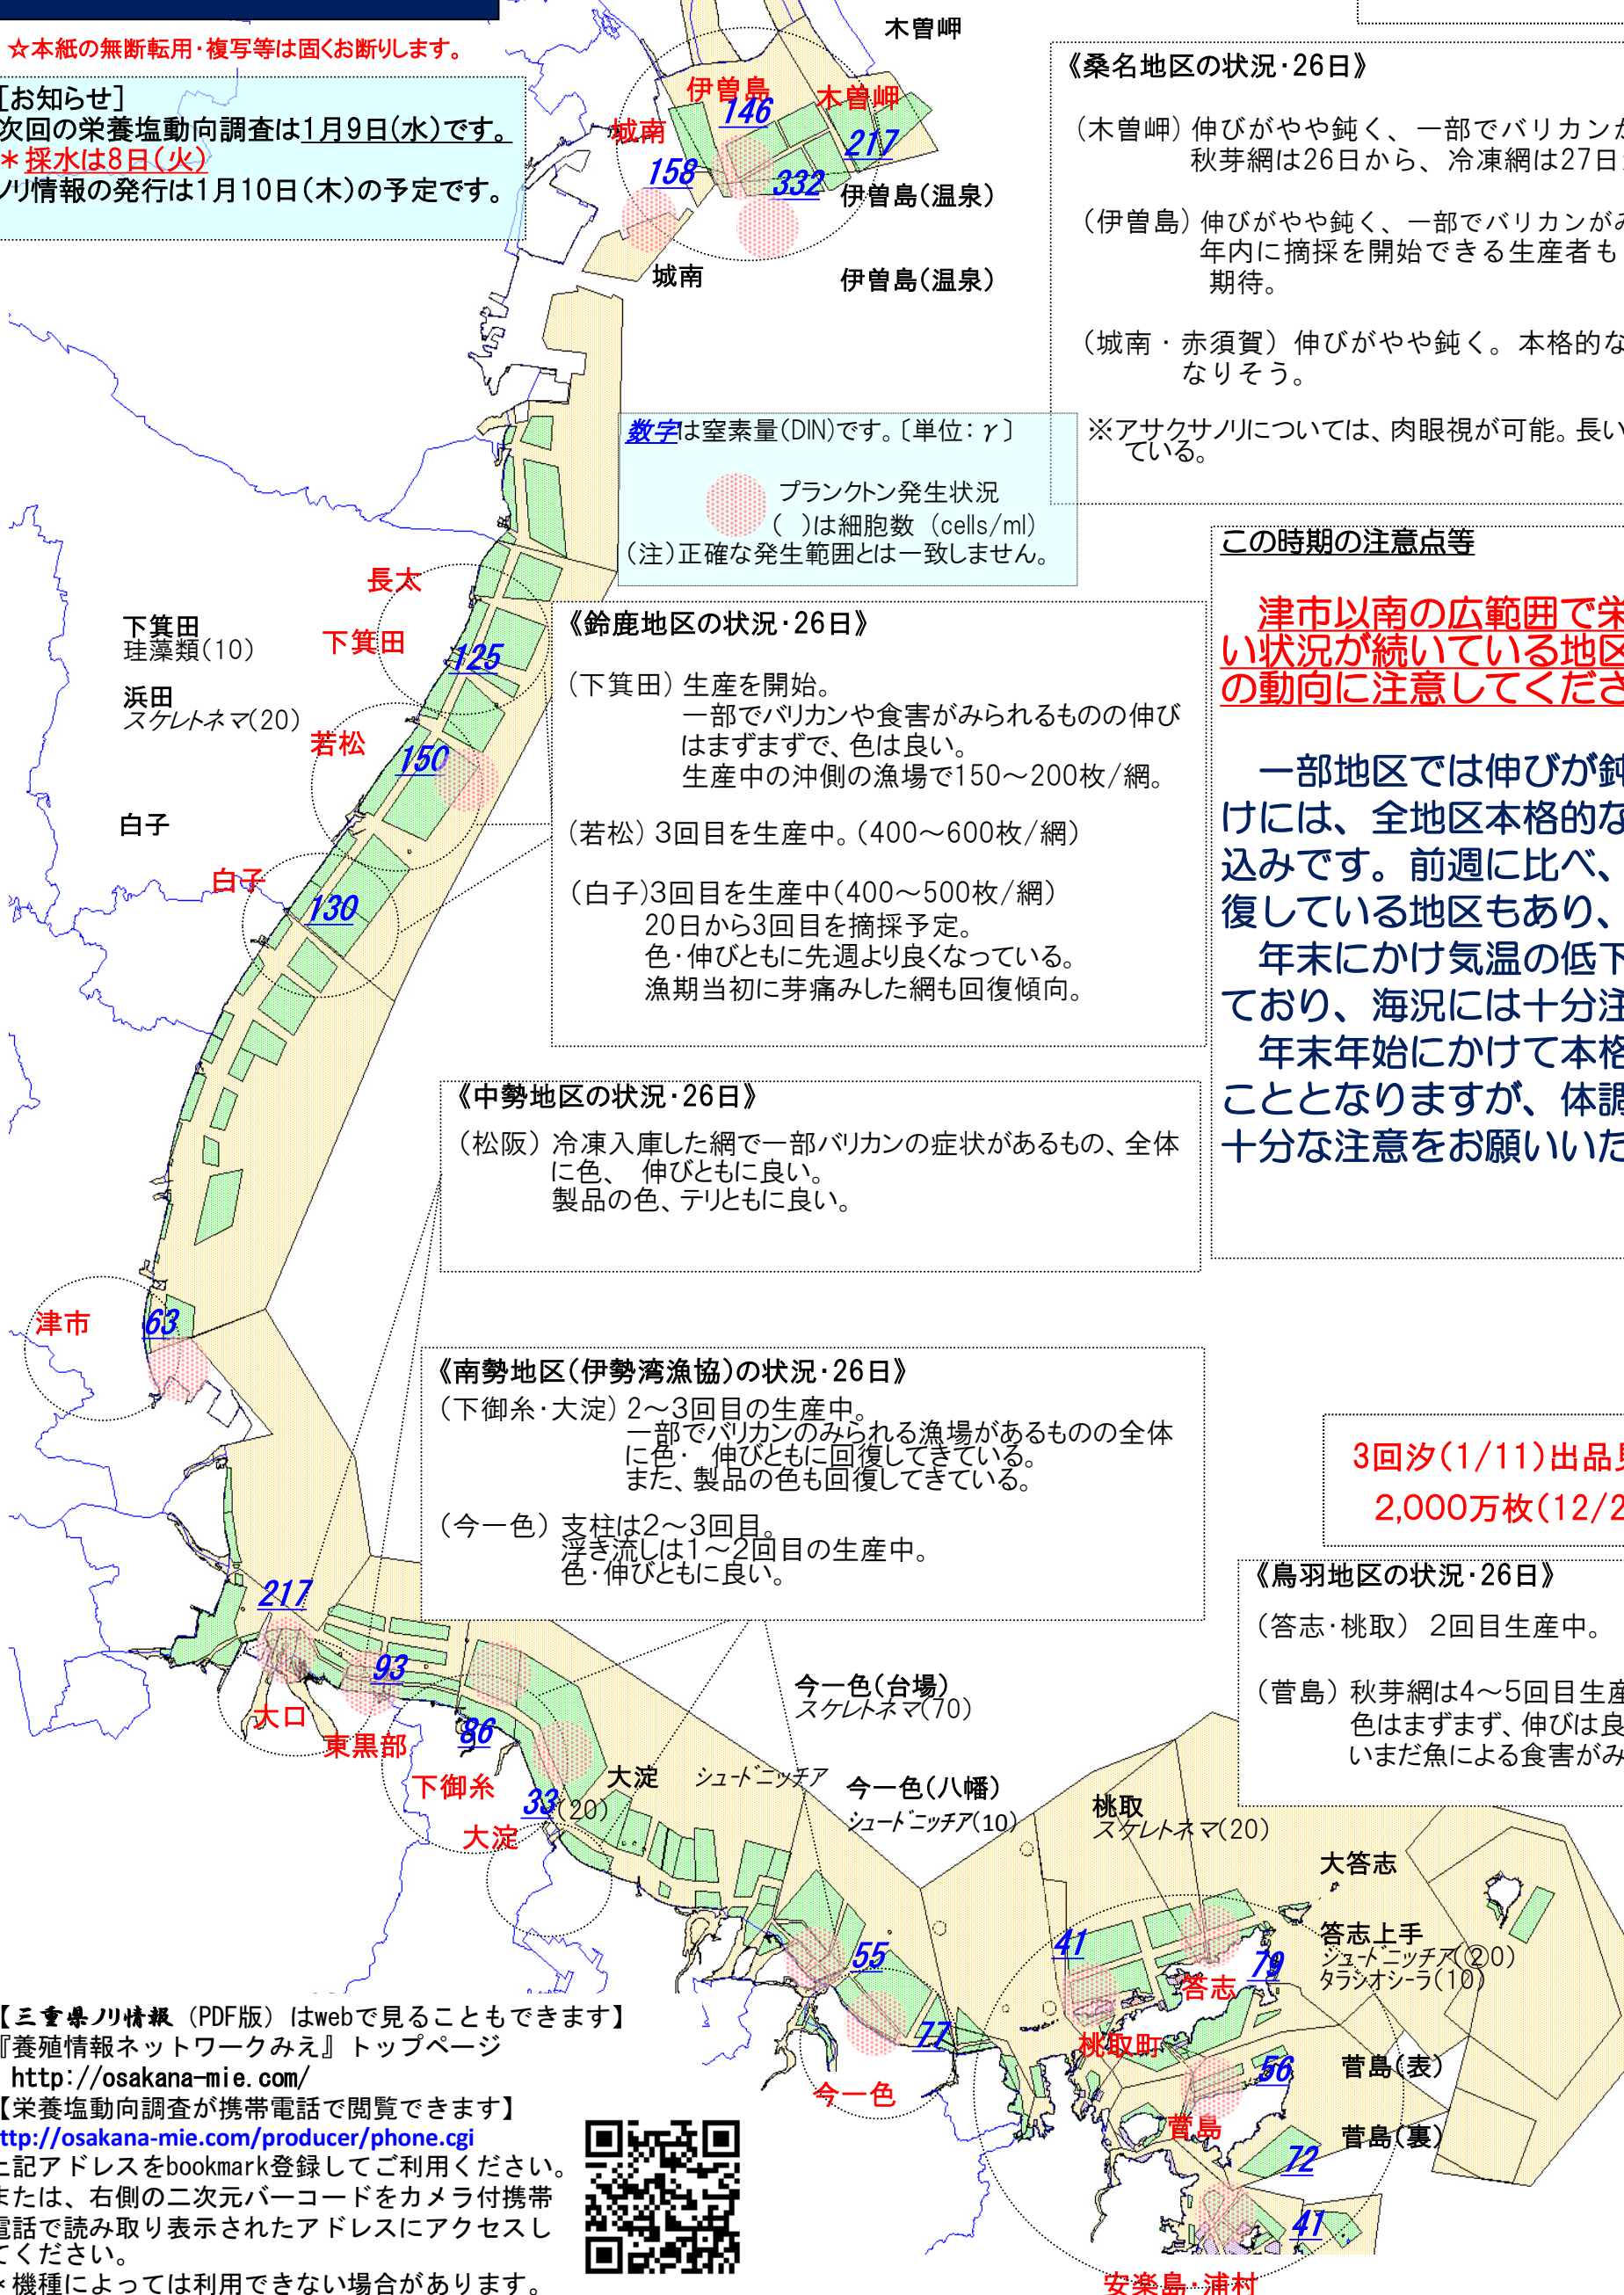 ☆本紙の無断転用・複写等は固くお断りします。
[お知らせ]
次回の栄養塩動向調査は1月9日(水)です。
＊採水は8日(火)
ノリ情報の発行は1月10日(木)の予定です。
木曽岬
伊曽島
146
木曽岬
城南
217
158
332
伊曽島(温泉)
城南
伊曽島(温泉)
《桑名地区の状況・26日》
（木曽岬）伸びがやや鈍く、一部でバリカンが
秋芽網は26日から、冷凍網は27日
（伊曽島）伸びがやや鈍く、一部でバリカンがみ
年内に摘採を開始できる生産者も
期待。
（城南・赤須賀）伸びがやや鈍く。本格的な
なりそう。
※アサクサノリについては、肉眼視が可能。長い
ている。
数字は窒素量(DIN)です。〔単位：γ〕
プランクトン発生状況
( )は細胞数 (cells/ml)
(注)正確な発生範囲とは一致しません。
この時期の注意点等
津市以南の広範囲で栄
い状況が続いている地区
の動向に注意してくださ
一部地区では伸びが鈍
けには、全地区本格的な
込みです。前週に比べ、
復している地区もあり、
年末にかけ気温の低下
ており、海況には十分注
年末年始にかけて本格
こととなりますが、体調
十分な注意をお願いいた
長太
下箕田
下箕田
珪藻類(10)
125
浜田
スケレトネマ(20)
若松
150
白子
白子
130
《鈴鹿地区の状況・26日》
（下箕田）生産を開始。
一部でバリカンや食害がみられるものの伸び
はまずまずで、色は良い。
生産中の沖側の漁場で150～200枚/網。
（若松）3回目を生産中。(400～600枚/網)
（白子)3回目を生産中(400～500枚/網)
20日から3回目を摘採予定。
色・伸びともに先週より良くなっている。
漁期当初に芽痛みした網も回復傾向。
《中勢地区の状況・26日》
（松阪）冷凍入庫した網で一部バリカンの症状があるもの、全体
に色、 伸びともに良い。
製品の色、テリともに良い。
津市
63
《南勢地区(伊勢湾漁協)の状況・26日》
（下御糸・大淀）2～3回目の生産中。
一部でバリカンのみられる漁場があるものの全体
に色・ 伸びともに回復してきている。
また、製品の色も回復してきている。
（今一色）支柱は2～3回目。
浮き流しは1～2回目の生産中。
色・伸びともに良い。
3回汐(1/11)出品見
2,000万枚(12/2
《鳥羽地区の状況・26日》
（答志・桃取） 2回目生産中。
（菅島）秋芽網は4～5回目生産
色はまずまず、伸びは良
いまだ魚による食害がみ
217
93
大口
東黒部
86
下御糸
大淀
シュードニッチア
33
(20)
大淀
今一色(台場)
スケレトネマ(70)
今一色(八幡)
シュードニッチア(10)
桃取
スケレトネマ(20)
大答志
答志上手
シュードニッチア(20)
タラシオシーラ(10)
41
79
答志
55
77
桃取町
56
菅島(表)
今一色
菅島
菅島(裏)
72
41
安楽島・浦村
【三重県ノリ情報（PDF版）はwebで見ることもできます】
『養殖情報ネットワークみえ』トップページ
http://osakana-mie.com/
【栄養塩動向調査が携帯電話で閲覧できます】
ttp://osakana-mie.com/producer/phone.cgi
上記アドレスをbookmark登録してご利用ください。
または、右側の二次元バーコードをカメラ付携帯
電話で読み取り表示されたアドレスにアクセスし
てください。
＊機種によっては利用できない場合があります。